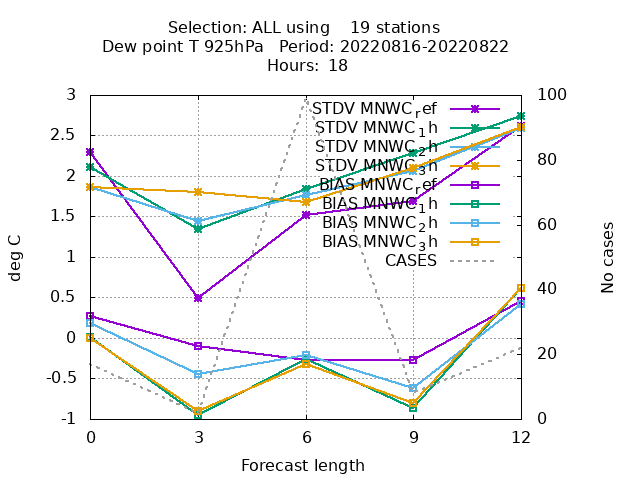 Selection: ALL using    19 stations
Dew point T 925hPa   Period: 20220816-20220822
Hours: 18
STDV MNWC_ref
STDV MNWC_1h
STDV MNWC_2h
STDV MNWC_3h
BIAS MNWC_ref
BIAS MNWC_1h
BIAS MNWC_2h
BIAS MNWC_3h
CASES
3
2.5
2
1.5
1
0.5
0
-0.5
-1
deg C
100
80
60
40
20
0
No cases
0 3 6 9 12
Forecast length